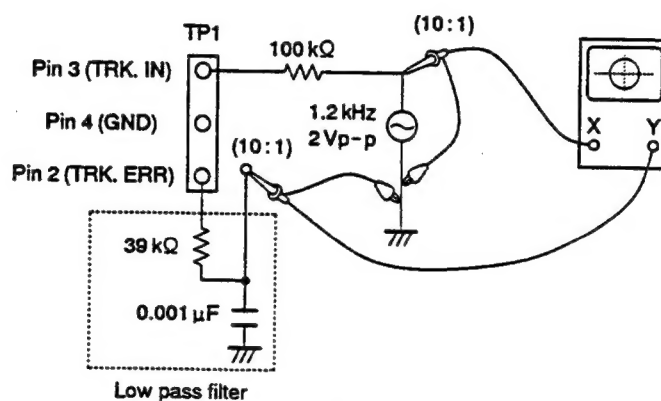 TP1
(10:1)
100 kΩ
Pin 3 (TRK. IN)
Pin 4 (GND)
1.2 kHz
2 Vp-p
X
Y
(10:1)
Pin 2 (TRK. ERR)
39 kΩ
0.001 µF
Low pass filter